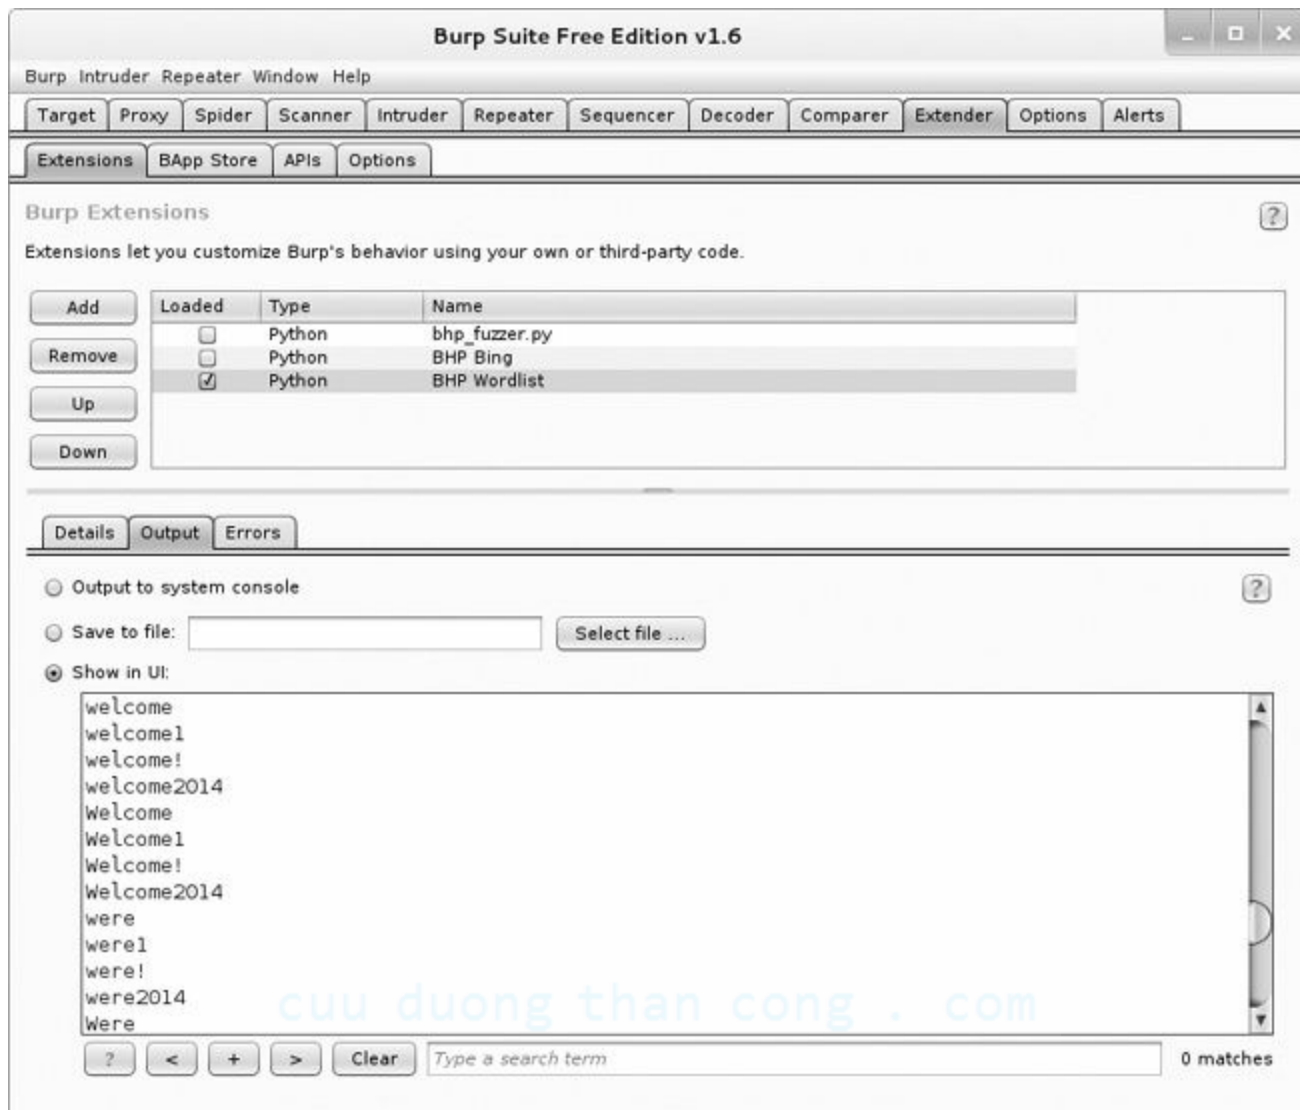 Burp Suite Free Edition v1.6
Burp Intruder Repeater Window Help
Target Proxy Spider Scanner Intruder Repeater Sequencer Decoder Comparer Extender Options Alerts
Extensions BApp Store APIs Options
Burp Extensions
?
Extensions let you customize Burp's behavior using your own or third-party code.
Add
Remove
Up
Down
Loaded Type Name
Python bhp_fuzzer.py
Python BHP Bing
Python BHP Wordlist
Details Output Errors
Output to system console
?
Save to file: Select file ...
Show in UI:
welcome
welcome1
welcome!
welcome2014
Welcome
Welcome1
Welcome!
Welcome2014
were
were1
were!
were2014
Were
cuu duong than cong . com
? < + > Clear Type a search term 0 matches